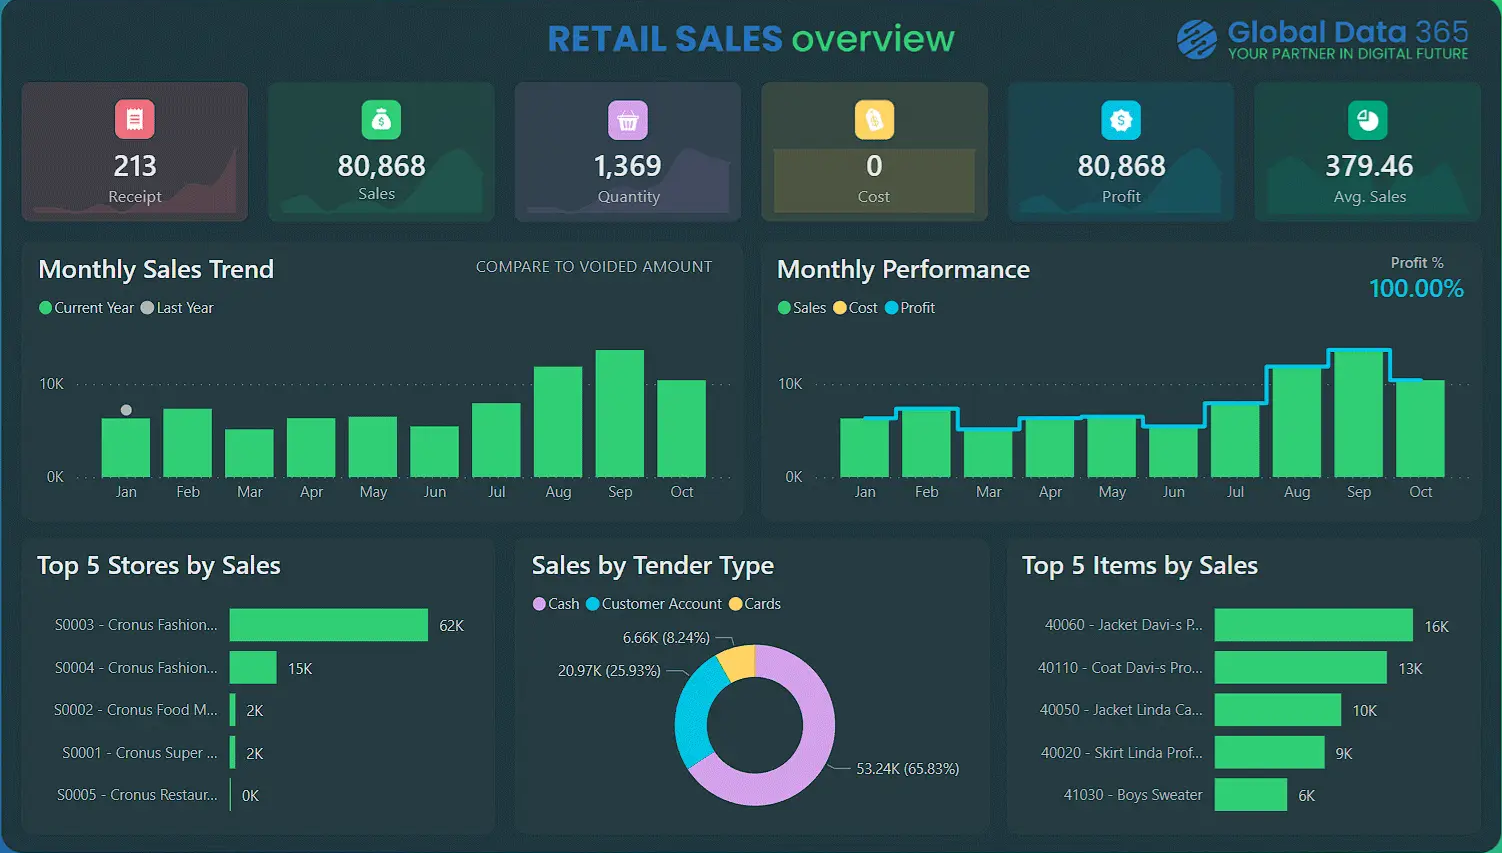 RETAIL SALES overview
Global Data 365
YOUR PARTNER IN DIGITAL FUTURE
213
Receipt
80,868
Sales
1,369
Quantity
0
Cost
80,868
Profit
379.46
Avg. Sales
Monthly Sales Trend
COMPARE TO VOIDED AMOUNT
Current Year Last Year
10K
0K
Jan Feb Mar Apr May Jun Jul Aug Sep Oct
Monthly Performance
Profit %
100.00%
Sales Cost Profit
10K
0K
Jan Feb Mar Apr May Jun Jul Aug Sep Oct
Top 5 Stores by Sales
S0003 - Cronus Fashion... 62K
S0004 - Cronus Fashion... 15K
S0002 - Cronus Food M... 2K
S0001 - Cronus Super ... 2K
S0005 - Cronus Restaur... 0K
Sales by Tender Type
Cash Customer Account Cards
6.66K (8.24%)
20.97K (25.93%)
53.24K (65.83%)
Top 5 Items by Sales
40060 - Jacket Davi-s P... 16K
40110 - Coat Davi-s Pro... 13K
40050 - Jacket Linda Ca... 10K
40020 - Skirt Linda Prof... 9K
41030 - Boys Sweater 6K